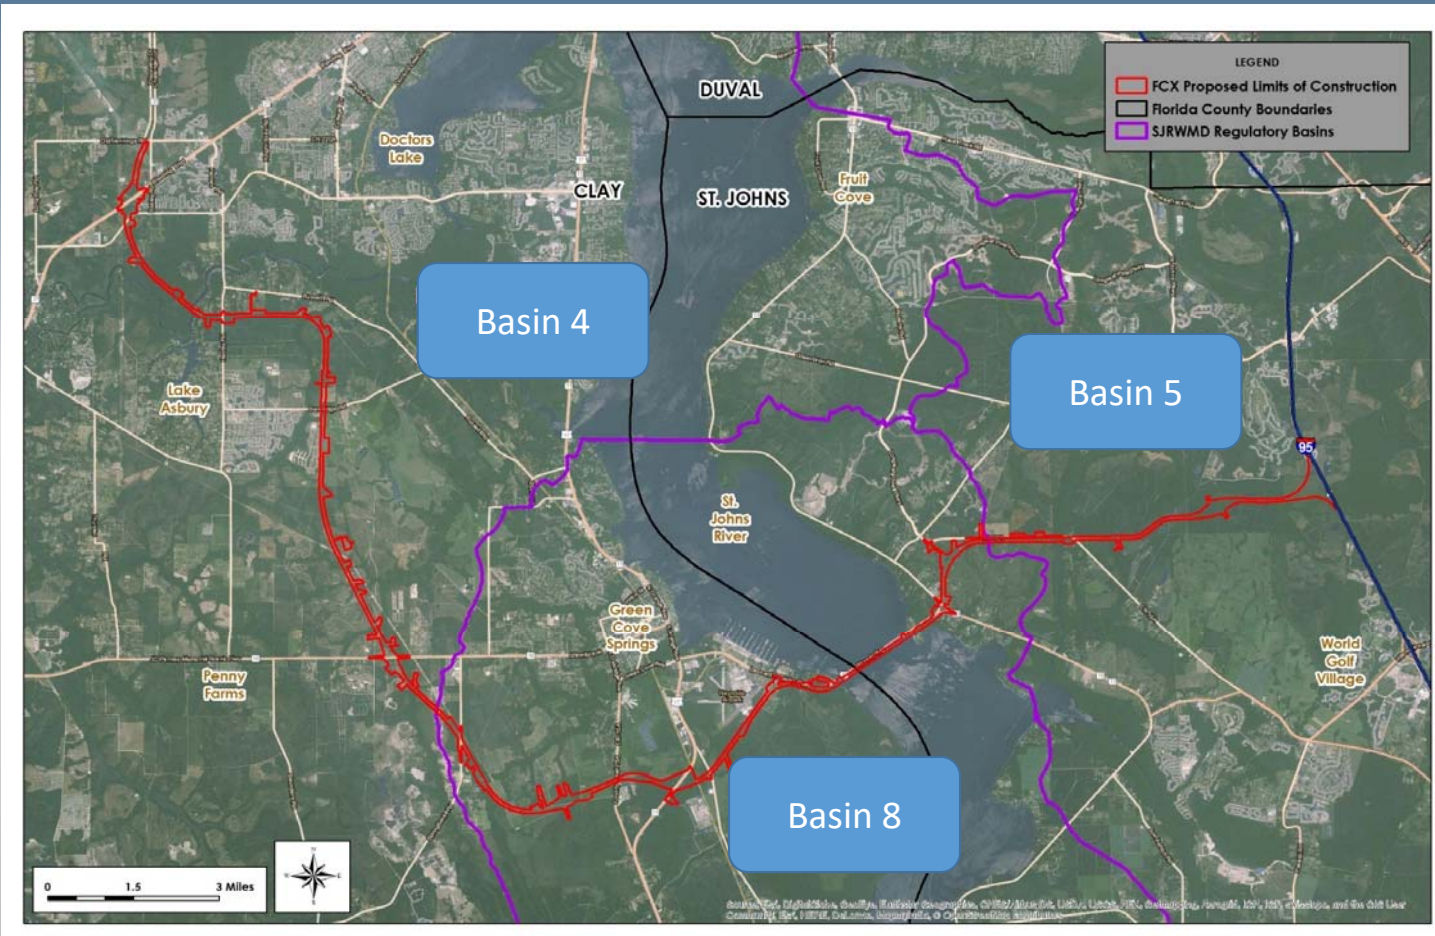 DUVAL
LEGEND
FCX Proposed Limits of Construction
Florida County Boundaries
SJRWMD Regulatory Basins
Doctors
Lake
CLAY
ST. JOHNS
Fruit
Cove
Basin 4
Basin 5
Lake
Asbury
95
St.
Johns
River
Green
Cove
Springs
World
Golf
Village
Penny
Farms
Basin 8
N
W
E
S
0 1.5 3 Miles